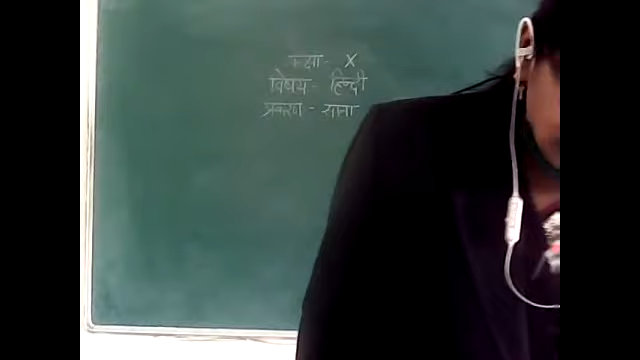 कक्षा - X
विषय - हिन्दी
प्रकरण -